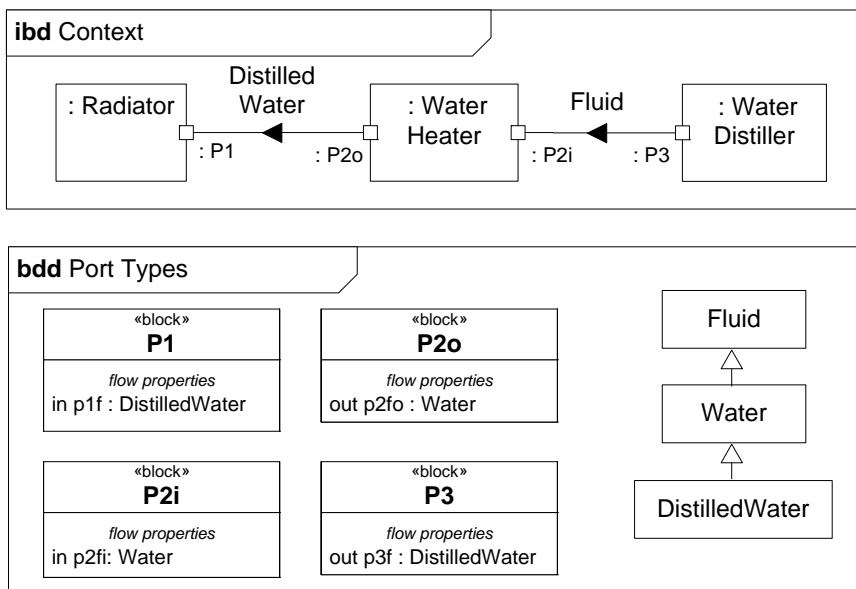 ibd Context
: Radiator
Distilled
Water
: Water
Heater
Fluid
: Water
Distiller
: P1
: P2o
: P2i
: P3
bdd Port Types
«block»
P1
flow properties
in p1f : DistilledWater
«block»
P2o
flow properties
out p2fo : Water
«block»
P2i
flow properties
in p2fi: Water
«block»
P3
flow properties
out p3f : DistilledWater
Fluid
Water
DistilledWater